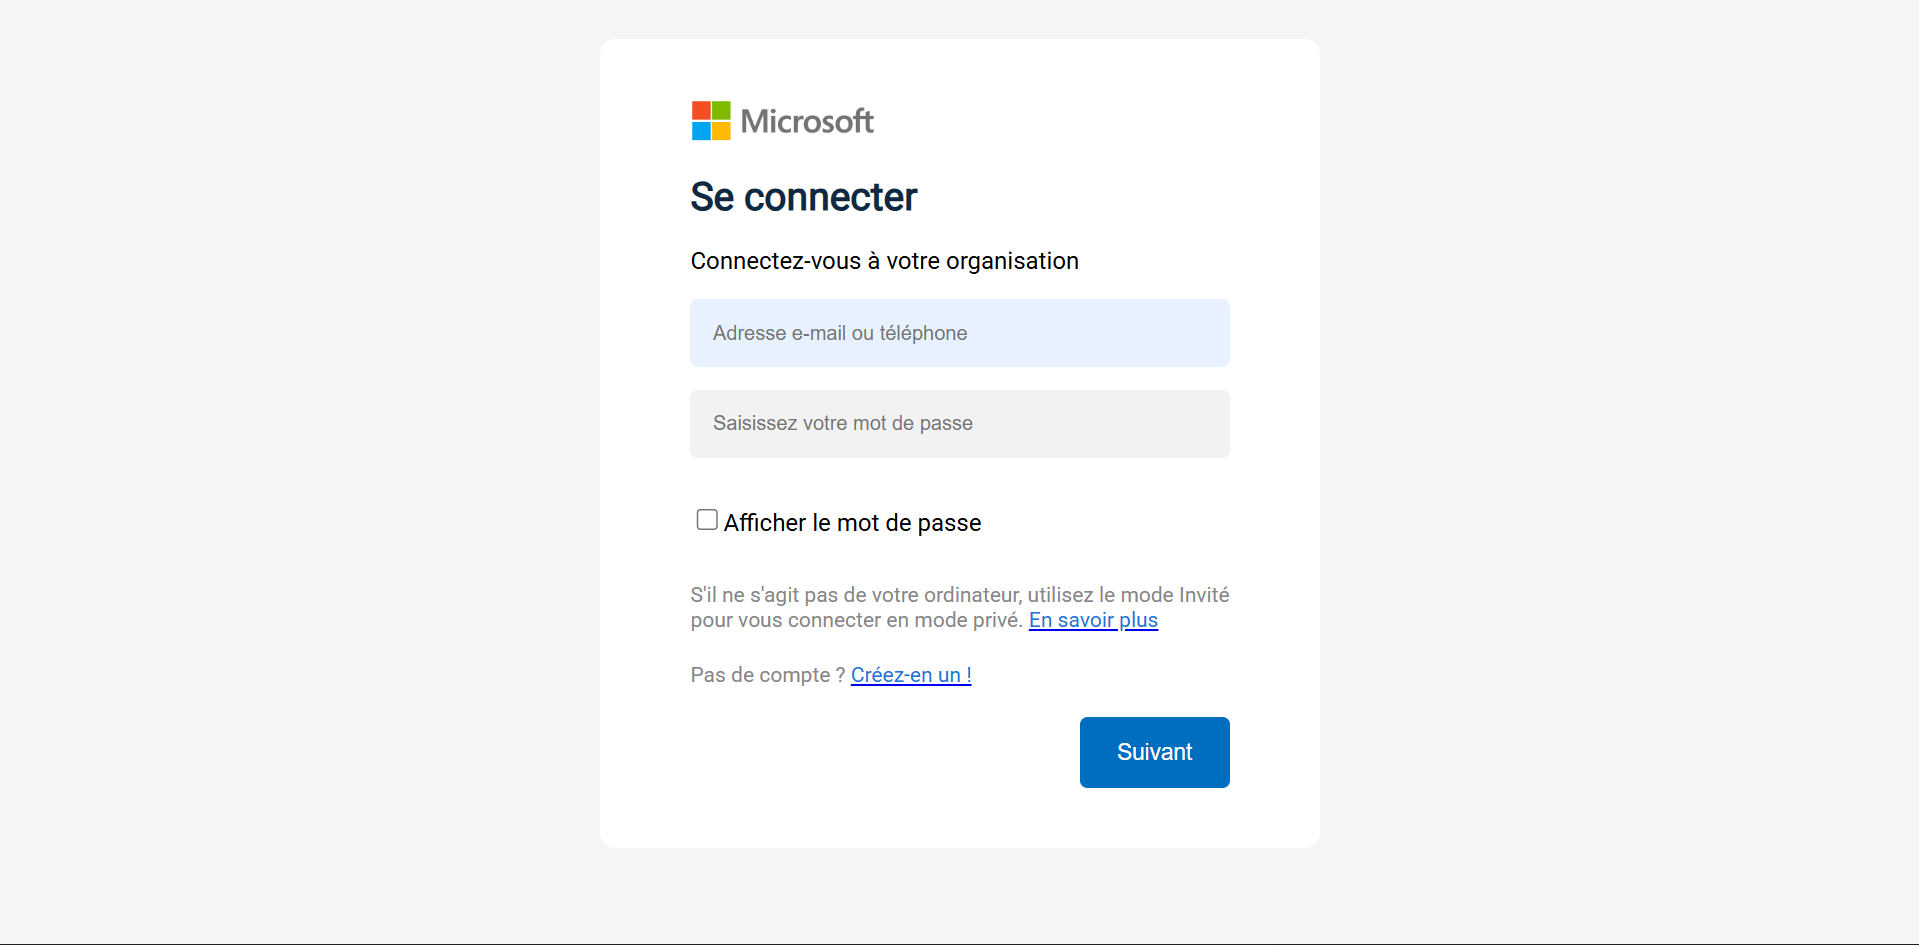 Microsoft
Se connecter
Connectez-vous à votre organisation
Adresse e-mail ou téléphone
Saisissez votre mot de passe
Afficher le mot de passe
S'il ne s'agit pas de votre ordinateur, utilisez le mode Invité
pour vous connecter en mode privé. En savoir plus
Pas de compte ? Créez-en un !
Suivant